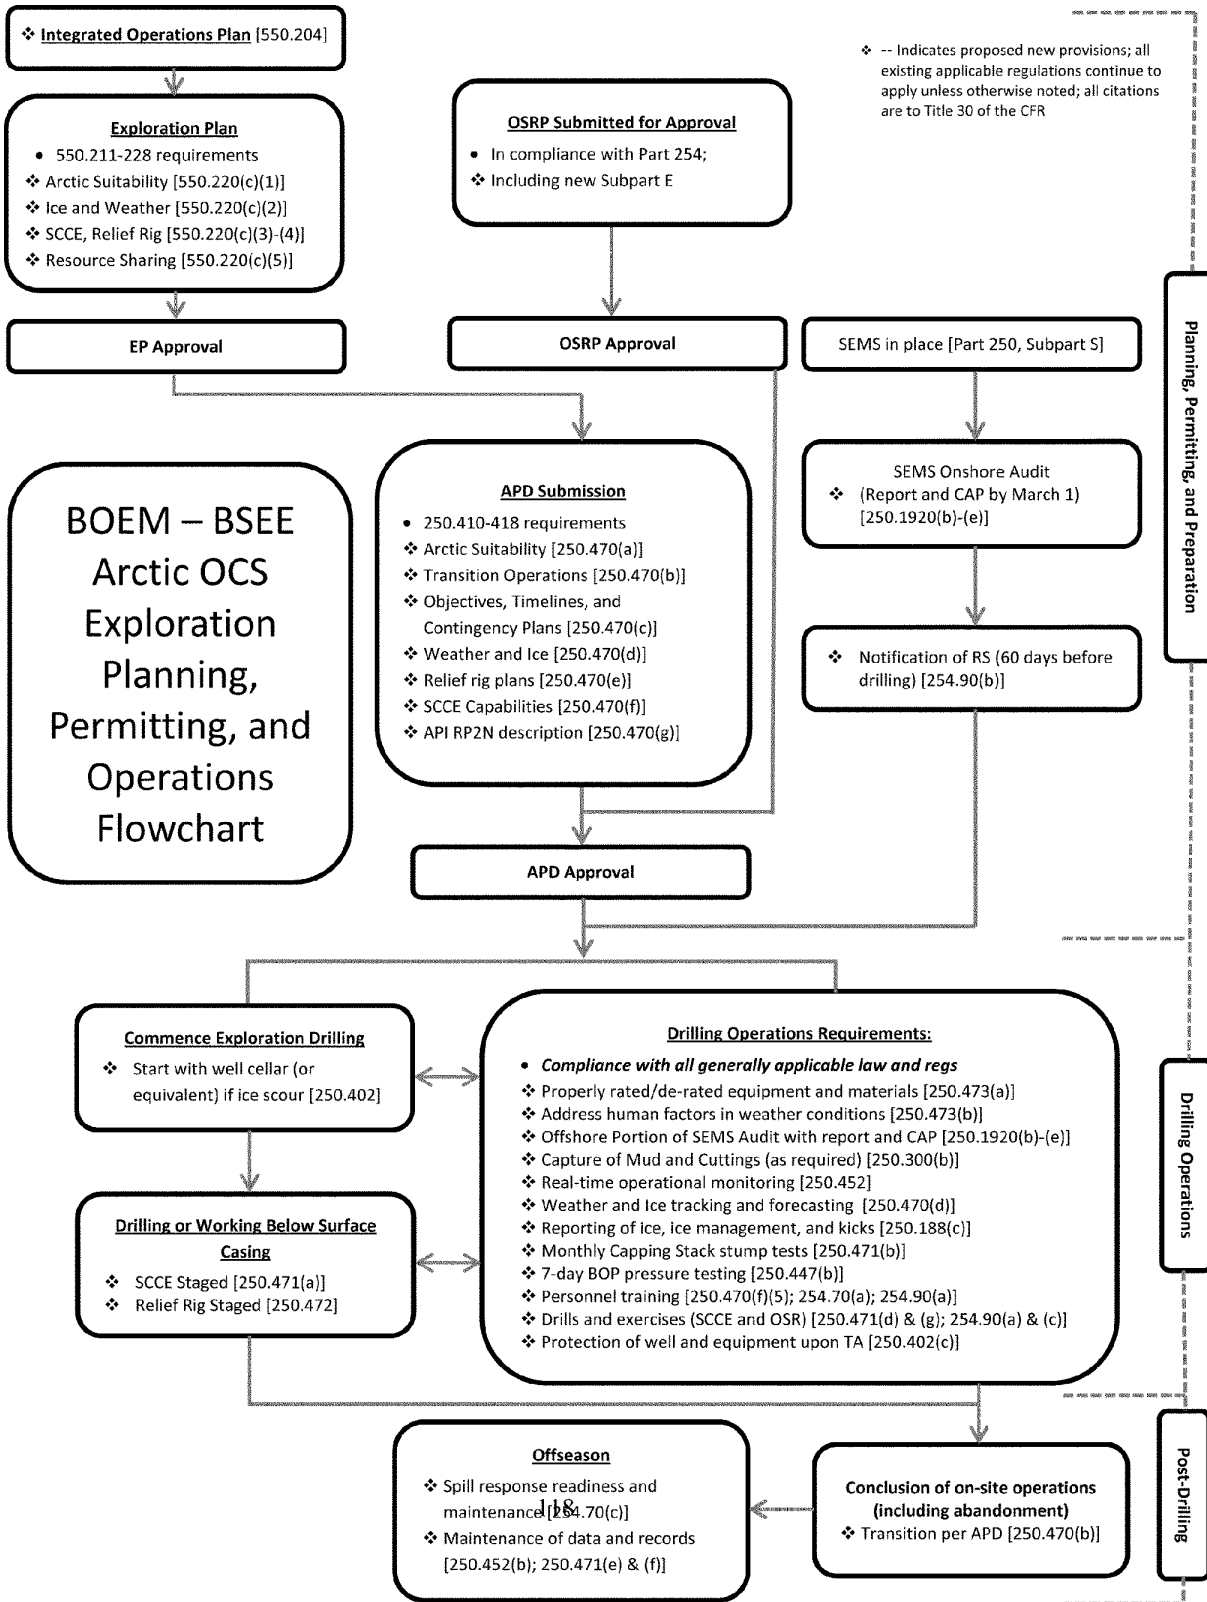 ❖ Integrated Operations Plan [550.204]
❖ -- Indicates proposed new provisions; all
existing applicable regulations continue to
apply unless otherwise noted; all citations
are to Title 30 of the CFR
Exploration Plan
• 550.211-228 requirements
❖ Arctic Suitability [550.220(c)(1)]
❖ Ice and Weather [550.220(c)(2)]
❖ SCCE, Relief Rig [550.220(c)(3)-(4)]
❖ Resource Sharing [550.220(c)(5)]
OSRP Submitted for Approval
• In compliance with Part 254;
❖ Including new Subpart E
EP Approval
OSRP Approval
SEMS in place [Part 250, Subpart S]
Planning, Permitting, and Preparation
BOEM – BSEE
Arctic OCS
Exploration
Planning,
Permitting, and
Operations
Flowchart
APD Submission
• 250.410-418 requirements
❖ Arctic Suitability [250.470(a)]
❖ Transition Operations [250.470(b)]
❖ Objectives, Timelines, and
Contingency Plans [250.470(c)]
❖ Weather and Ice [250.470(d)]
❖ Relief rig plans [250.470(e)]
❖ SCCE Capabilities [250.470(f)]
❖ API RP2N description [250.470(g)]
SEMS Onshore Audit
❖ (Report and CAP by March 1)
[250.1920(b)-(e)]
❖ Notification of RS (60 days before
drilling) [254.90(b)]
APD Approval
Commence Exploration Drilling
❖ Start with well cellar (or
equivalent) if ice scour [250.402]
Drilling or Working Below Surface
Casing
❖ SCCE Staged [250.471(a)]
❖ Relief Rig Staged [250.472]
Drilling Operations Requirements:
• Compliance with all generally applicable law and regs
❖ Properly rated/de-rated equipment and materials [250.473(a)]
❖ Address human factors in weather conditions [250.473(b)]
❖ Offshore Portion of SEMS Audit with report and CAP [250.1920(b)-(e)]
❖ Capture of Mud and Cuttings (as required) [250.300(b)]
❖ Real-time operational monitoring [250.452]
❖ Weather and Ice tracking and forecasting [250.470(d)]
❖ Reporting of ice, ice management, and kicks [250.188(c)]
❖ Monthly Capping Stack stump tests [250.471(b)]
❖ 7-day BOP pressure testing [250.447(b)]
❖ Personnel training [250.470(f)(5); 254.70(a); 254.90(a)]
❖ Drills and exercises (SCCE and OSR) [250.471(d) & (g); 254.90(a) & (c)]
❖ Protection of well and equipment upon TA [250.402(c)]
Drilling Operations
Offseason
❖ Spill response readiness and
maintenance [254.70(c)]
❖ Maintenance of data and records
[250.452(b); 250.471(e) & (f)]
118
Conclusion of on-site operations
(including abandonment)
❖ Transition per APD [250.470(b)]
Post-Drilling